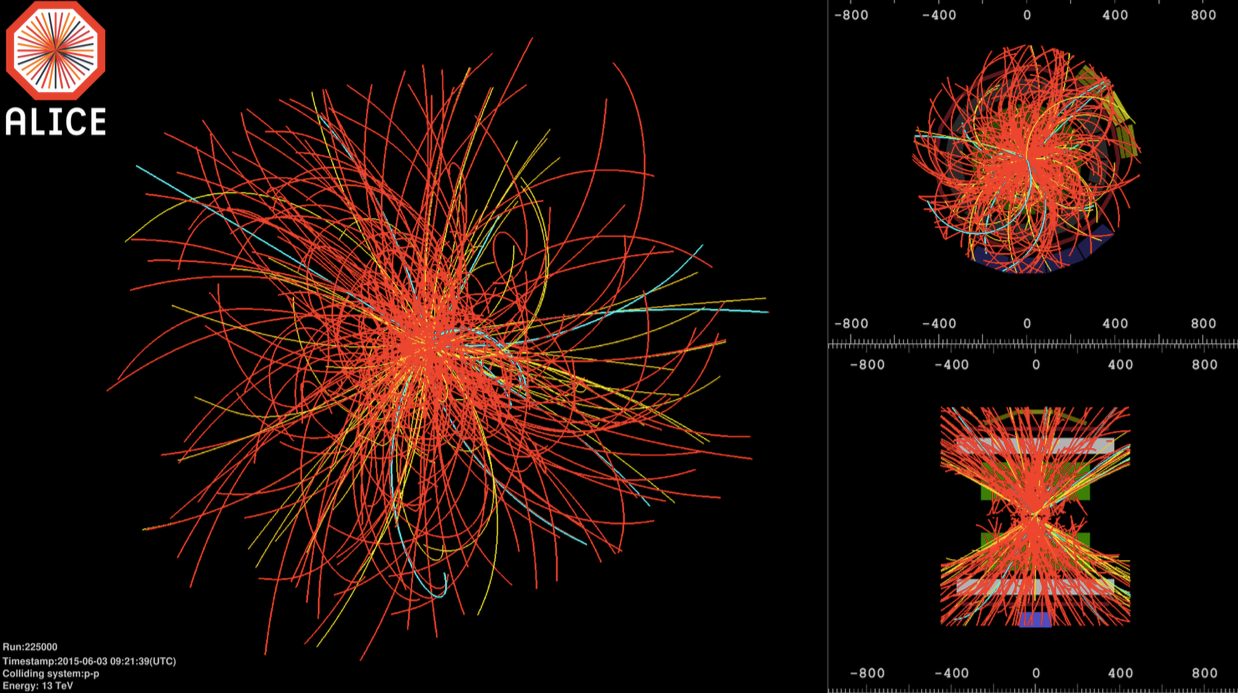 ALICE
Run:225000
Timestamp:2015-06-03 09:21:39(UTC)
Colliding system:p-p
Energy: 13 TeV
-800 -400 0 400 800
-800 -400 0 400 800
-800 -400 0 400 800
-800 -400 0 400 800